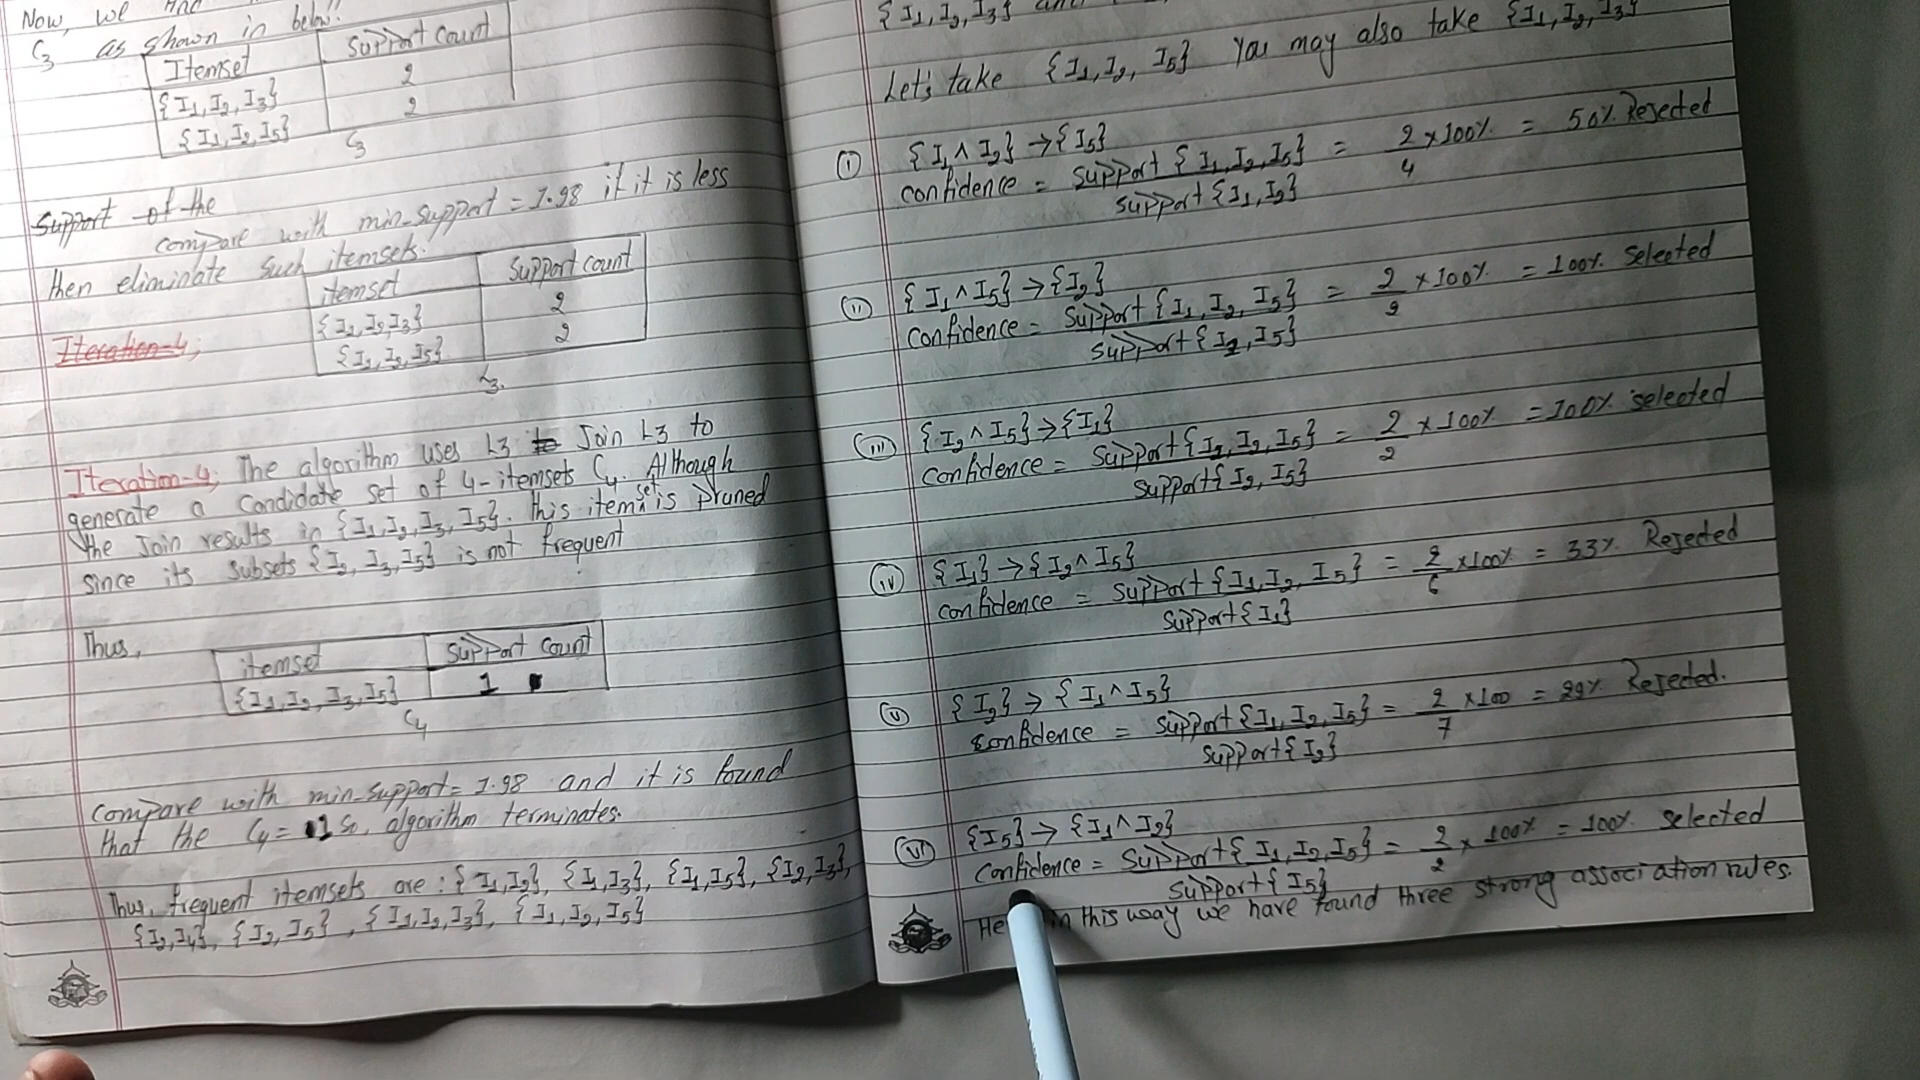 Now, we find
C3 as shown in below:
Itemset Support count
{I1, I2, I3} 2
{I1, I2, I5} 2
C3
Support of the
compare with min-support = 1.98 if it is less
then eliminate such itemsets.
itemset Support count
{I1, I2, I3} 2
{I1, I2, I5} 2
Iteration-4;
L3.
Iteration-4; The algorithm uses L3 to Join L3 to
generate a candidate set of 4-itemsets C4. Although
the Join results in {I1, I2, I3, I5}. this itemset is pruned
since its subsets {I2, I3, I5} is not frequent
Thus,
itemset Support count
{I1, I2, I3, I5} 1
C4
compare with min-support = 1.98 and it is found
that the C4 = 1 so, algorithm terminates.
Thus, frequent itemsets are : {I1, I2}, {I1, I3}, {I1, I5}, {I2, I3},
{I2, I4}, {I2, I5}, {I1, I2, I3}, {I1, I2, I5}
{I1, I2, I3} and
Let's take {I1, I2, I5} You may also take {I1, I2, I3}
(i) {I1 ^ I2} → {I5}
confidence = Support {I1, I2, I5} / support {I1, I2} = 2/4 × 100% = 50% Rejected
(ii) {I1 ^ I5} → {I2}
Confidence = Support {I1, I2, I5} / Support {I2, I5} = 2/2 × 100% = 100% Selected
(iii) {I2 ^ I5} → {I1}
confidence = Support {I1, I2, I5} / Support {I2, I5} = 2/2 × 100% = 100% selected
(iv) {I1} → {I2 ^ I5}
confidence = Support {I1, I2, I5} / Support {I1} = 2/6 × 100% = 33% Rejected
(v) {I2} → {I1 ^ I5}
Confidence = Support {I1, I2, I5} / Support {I2} = 2/7 × 100 = 29% Rejected.
(vi) {I5} → {I1 ^ I2}
Confidence = Support {I1, I2, I5} / Support {I5} = 2/2 × 100% = 100% selected
in this way we have found three strong association rules.